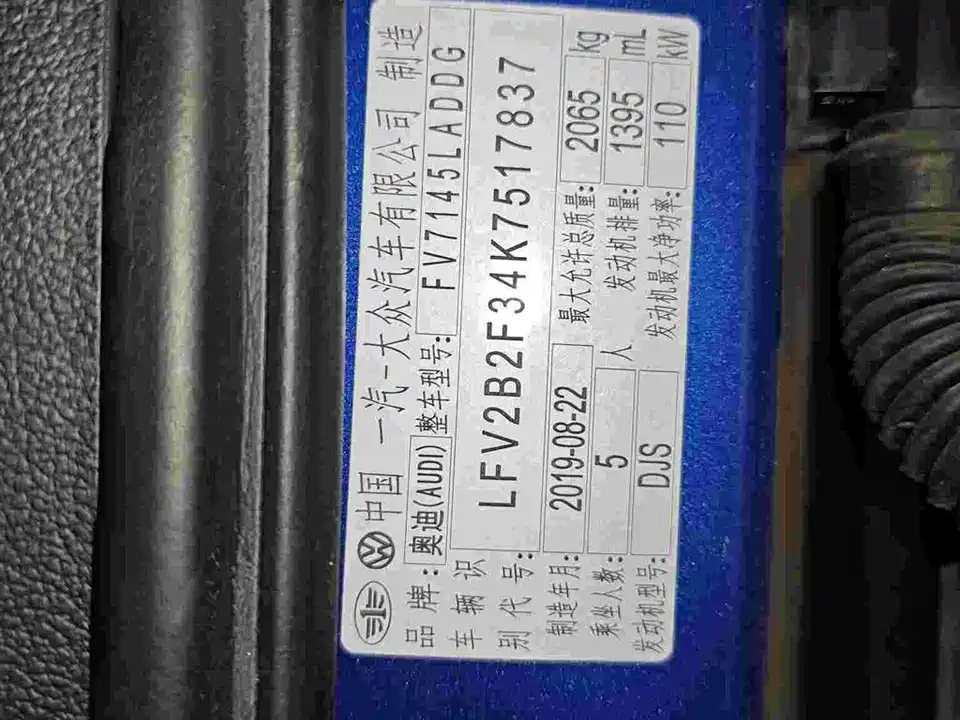 中国 一汽-大众汽车有限公司 制造
品牌: 奥迪(AUDI) 整车型号: FV7145LADDG
车辆识别代号: LFV2B2F34K7517837
制造年月: 2019-08-22 最大允许总质量: 2065 kg
乘坐人数: 5 人 发动机排量: 1395 mL
发动机型号: DJS 发动机最大净功率: 110 kW